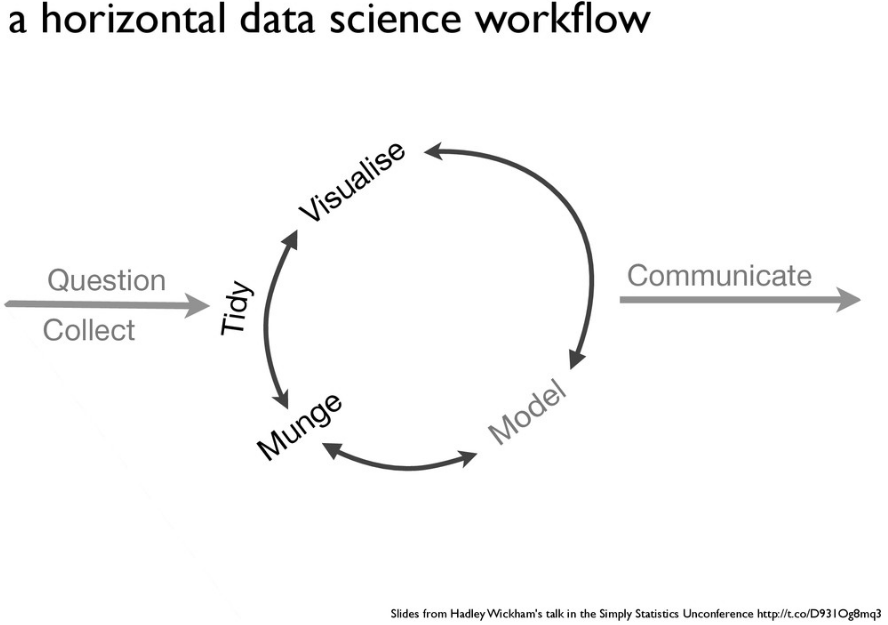 a horizontal data science workflow
Visualise
Question
Collect
Tidy
Communicate
Munge
Model
Slides from Hadley Wickham's talk in the Simply Statistics Unconference http://t.co/D931Og8mq3